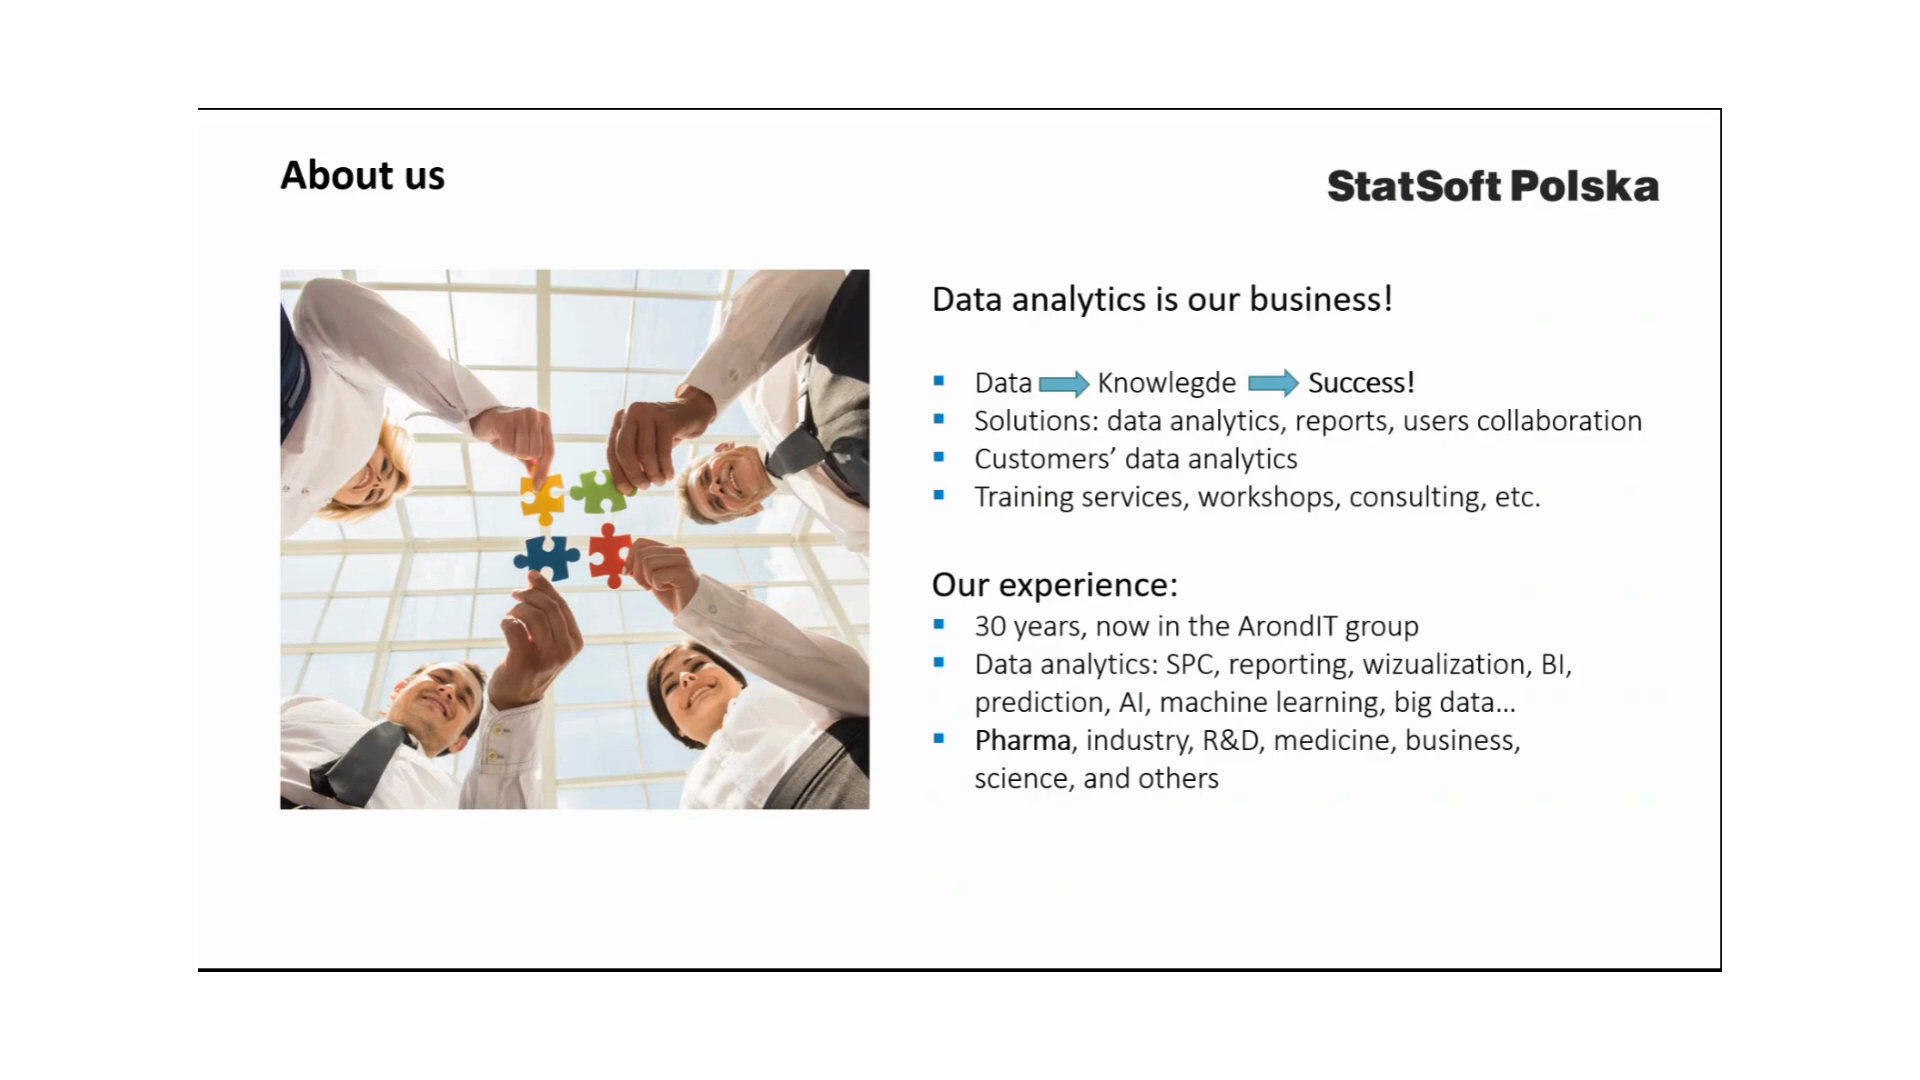 About us
StatSoft Polska
Data analytics is our business!
Data Knowlegde Success!
Solutions: data analytics, reports, users collaboration
Customers’ data analytics
Training services, workshops, consulting, etc.
Our experience:
30 years, now in the ArondIT group
Data analytics: SPC, reporting, wizualization, BI,
prediction, AI, machine learning, big data...
Pharma, industry, R&D, medicine, business,
science, and others